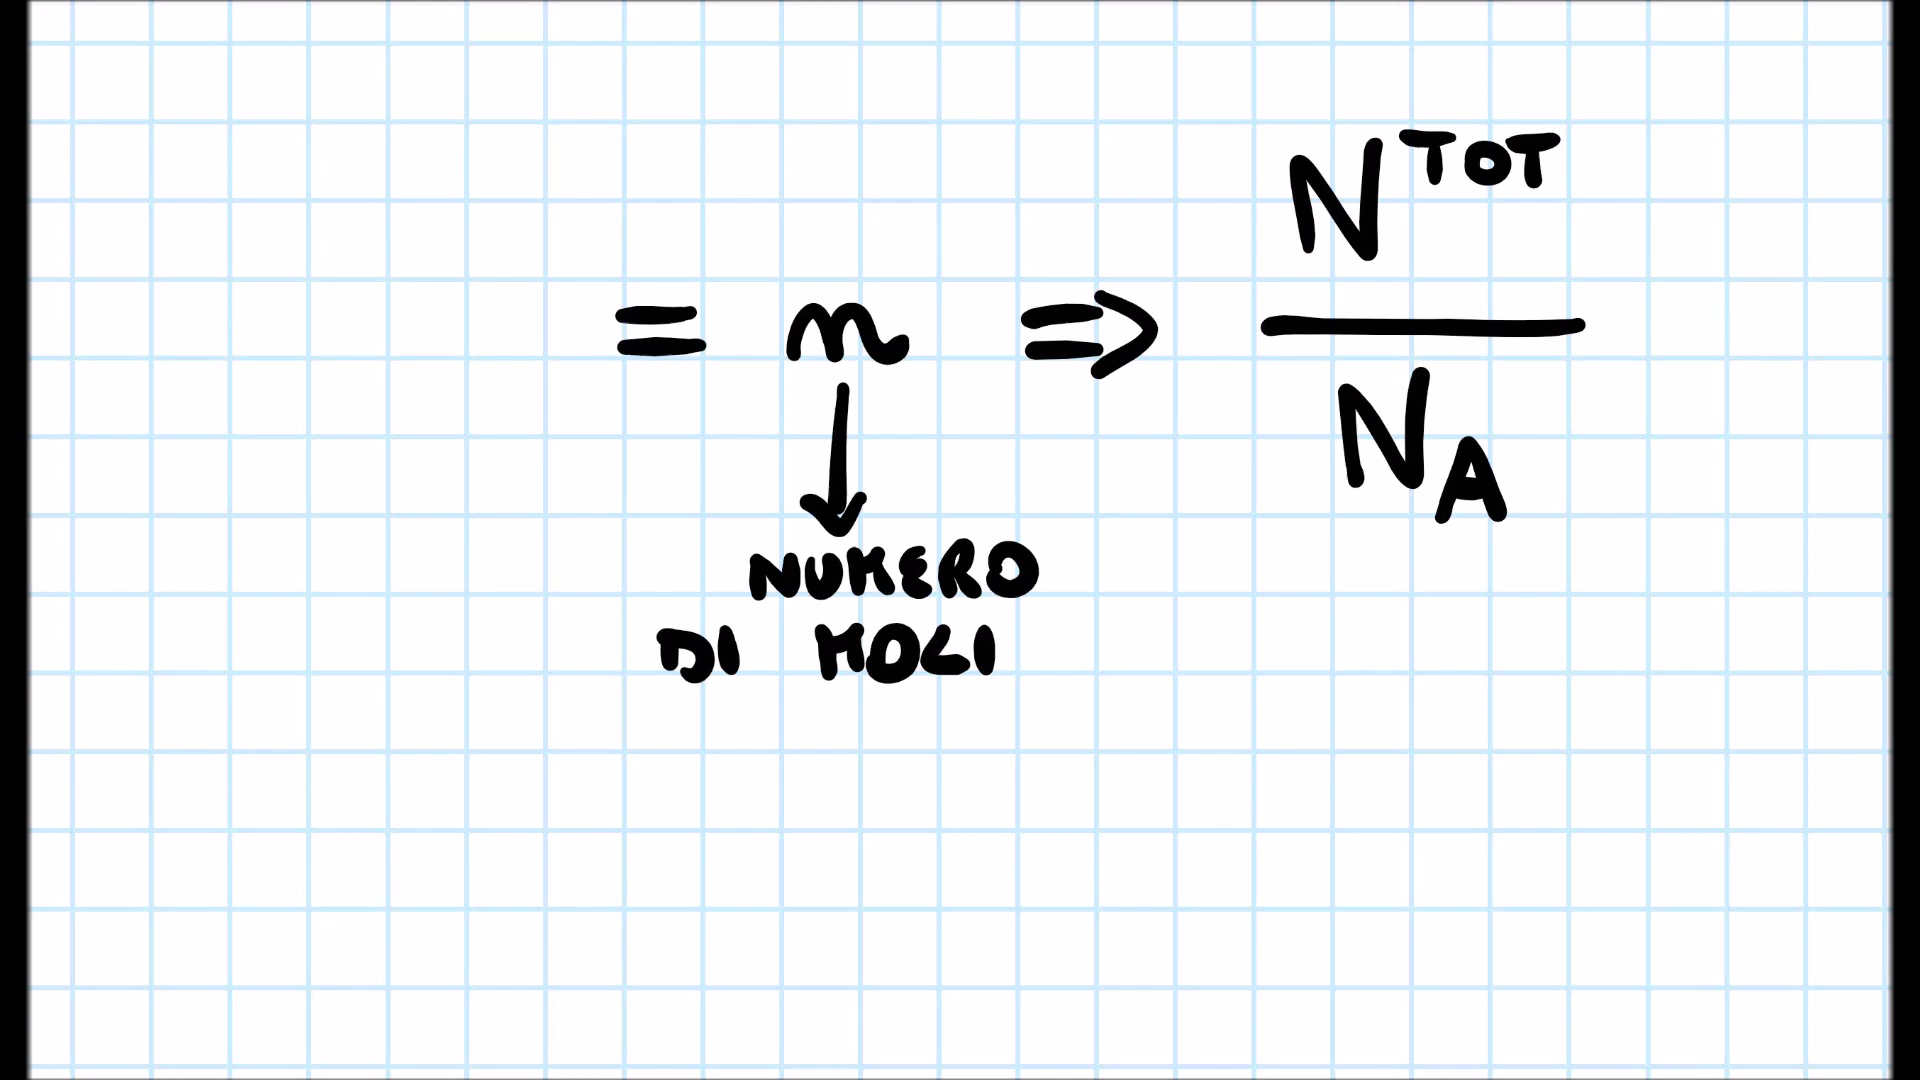 = n ⇒ N^TOT / N_A
NUMERO
DI MOLI